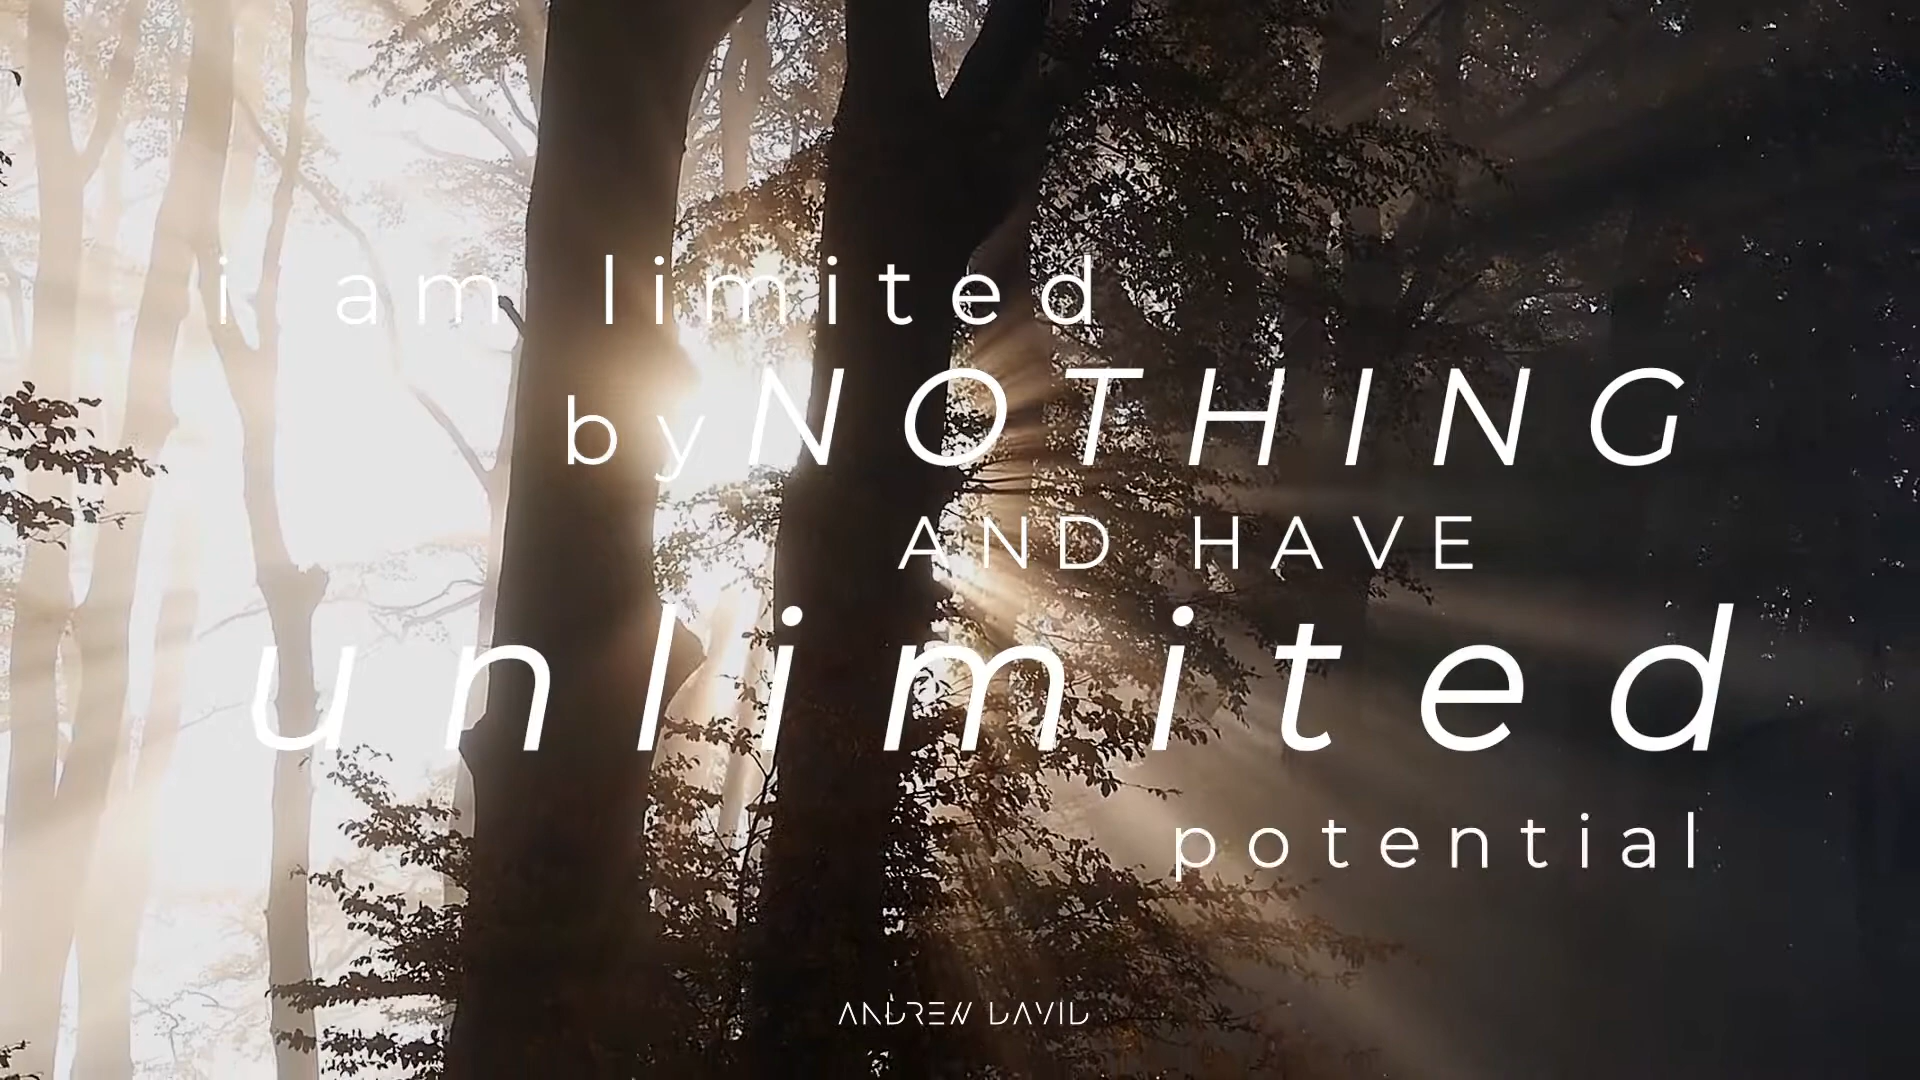 i am limited
by NOTHING
AND HAVE
unlimited
potential
ANDREW DAVID